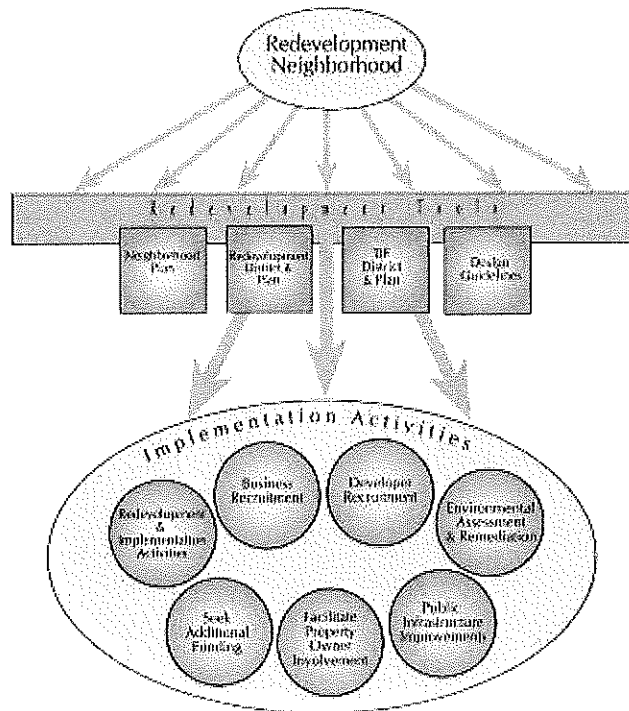 Redevelopment
Neighborhood
Redevelopment Tools
Neighborhood
Plan
Redevelopment
District &
Plan
TIF
District
& Plan
Design
Guidelines
Implementation Activities
Business
Recruitment
Developer
Recruitment
Redevelopment
&
Implementation
Activities
Environmental
Assessment
& Remediation
Seek
Additional
Funding
Facilitate
Property
Owner
Involvement
Public
Infrastructure
Improvements